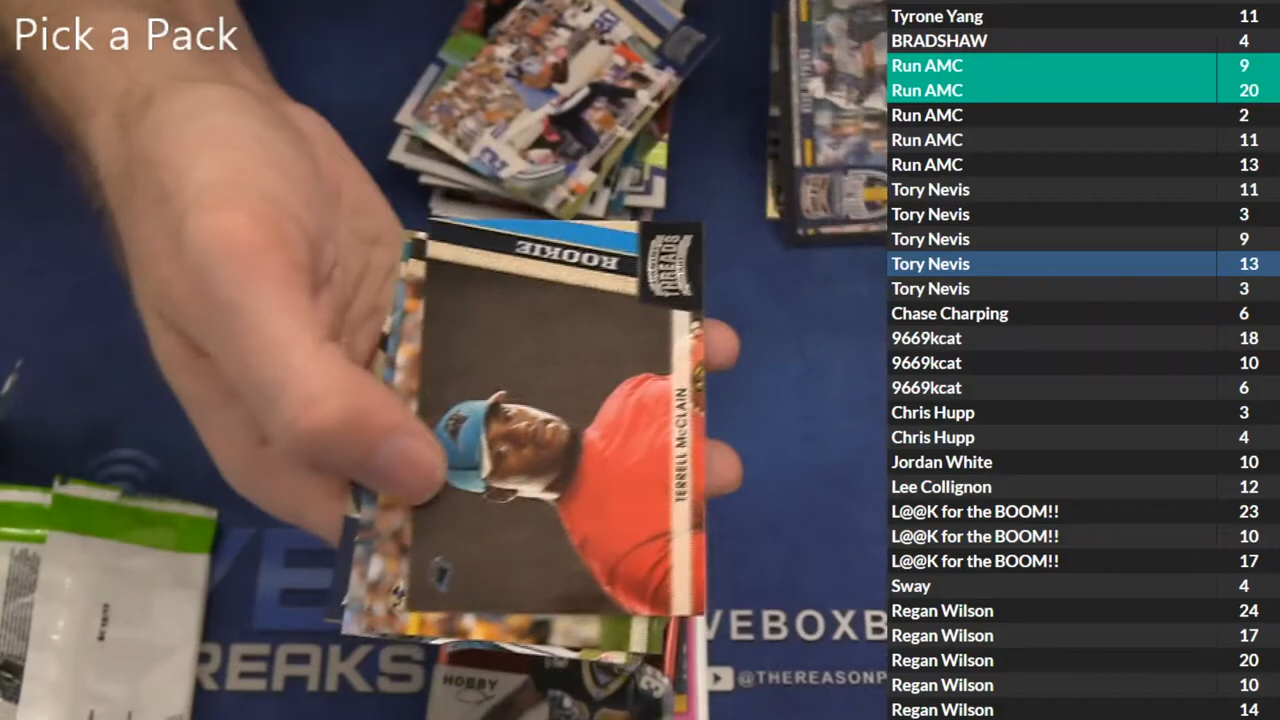 Pick a Pack
Tyrone Yang 11
BRADSHAW 4
Run AMC 9
Run AMC 20
Run AMC 2
Run AMC 11
Run AMC 13
Tory Nevis 11
Tory Nevis 3
Tory Nevis 9
Tory Nevis 13
Tory Nevis 3
Chase Charping 6
9669kcat 18
9669kcat 10
9669kcat 6
Chris Hupp 3
Chris Hupp 4
Jordan White 10
Lee Collignon 12
L@@K for the BOOM!! 23
L@@K for the BOOM!! 10
L@@K for the BOOM!! 17
Sway 4
Regan Wilson 24
Regan Wilson 17
Regan Wilson 20
Regan Wilson 10
Regan Wilson 14
ROOKIE
THREADS
TERRELL McCLAIN
HOBBY
VEBOXB
REAKS
@THEREASONP